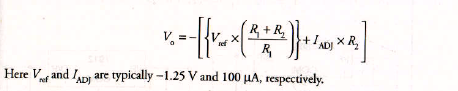 V_o = -[{V_ref × (R_1 + R_2 / R_1)} + I_ADJ × R_2]
Here V_ref and I_ADJ are typically –1.25 V and 100 μA, respectively.